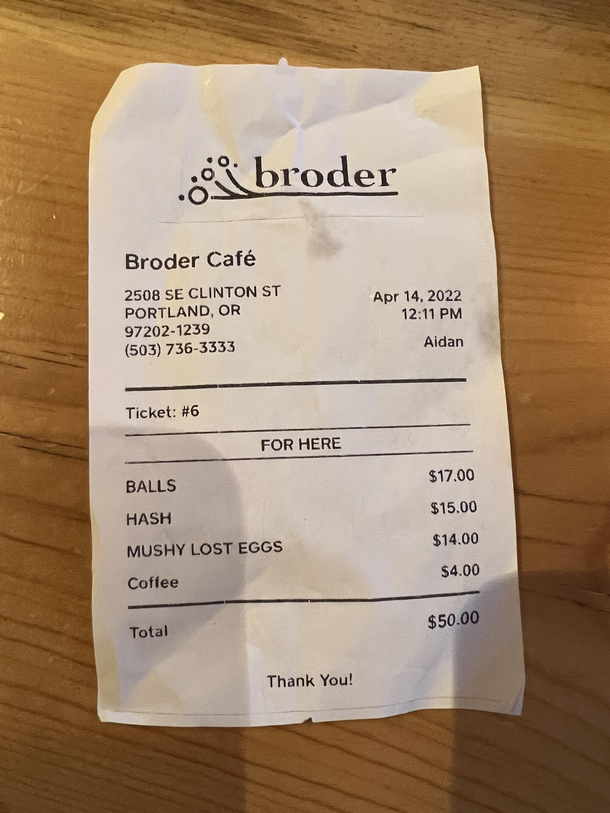 broder
Broder Café
2508 SE CLINTON ST
PORTLAND, OR
97202-1239
(503) 736-3333
Apr 14, 2022
12:11 PM
Aidan
Ticket: #6
FOR HERE
BALLS $17.00
HASH $15.00
MUSHY LOST EGGS $14.00
Coffee $4.00
Total $50.00
Thank You!